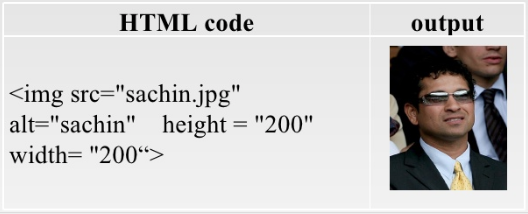 HTML code output
<img src="sachin.jpg"
alt="sachin" height = "200"
width= "200“>